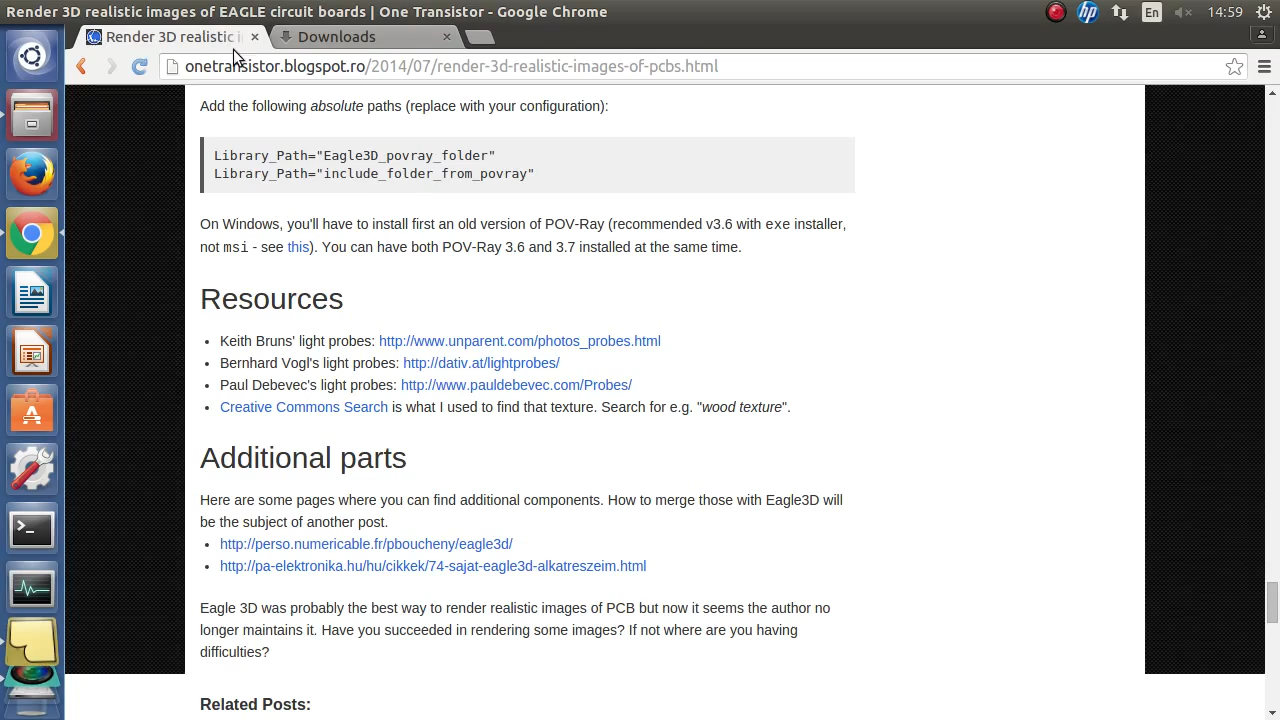 Render 3D realistic images of EAGLE circuit boards | One Transistor - Google Chrome
En
14:59
Render 3D realistic i
Downloads
onetransistor.blogspot.ro/2014/07/render-3d-realistic-images-of-pcbs.html
Add the following absolute paths (replace with your configuration):
Library_Path="Eagle3D_povray_folder"
Library_Path="include_folder_from_povray"
On Windows, you'll have to install first an old version of POV-Ray (recommended v3.6 with exe installer,
not msi - see this). You can have both POV-Ray 3.6 and 3.7 installed at the same time.
Resources
• Keith Bruns' light probes: http://www.unparent.com/photos_probes.html
• Bernhard Vogl's light probes: http://dativ.at/lightprobes/
• Paul Debevec's light probes: http://www.pauldebevec.com/Probes/
• Creative Commons Search is what I used to find that texture. Search for e.g. "wood texture".
Additional parts
Here are some pages where you can find additional components. How to merge those with Eagle3D will
be the subject of another post.
• http://perso.numericable.fr/pboucheny/eagle3d/
• http://pa-elektronika.hu/hu/cikkek/74-sajat-eagle3d-alkatreszeim.html
Eagle 3D was probably the best way to render realistic images of PCB but now it seems the author no
longer maintains it. Have you succeeded in rendering some images? If not where are you having
difficulties?
Related Posts: